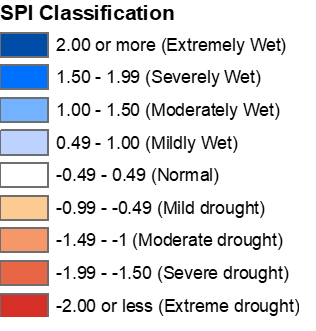 SPI Classification
2.00 or more (Extremely Wet)
1.50 - 1.99 (Severely Wet)
1.00 - 1.50 (Moderately Wet)
0.49 - 1.00 (Mildly Wet)
-0.49 - 0.49 (Normal)
-0.99 - -0.49 (Mild drought)
-1.49 - -1 (Moderate drought)
-1.99 - -1.50 (Severe drought)
-2.00 or less (Extreme drought)